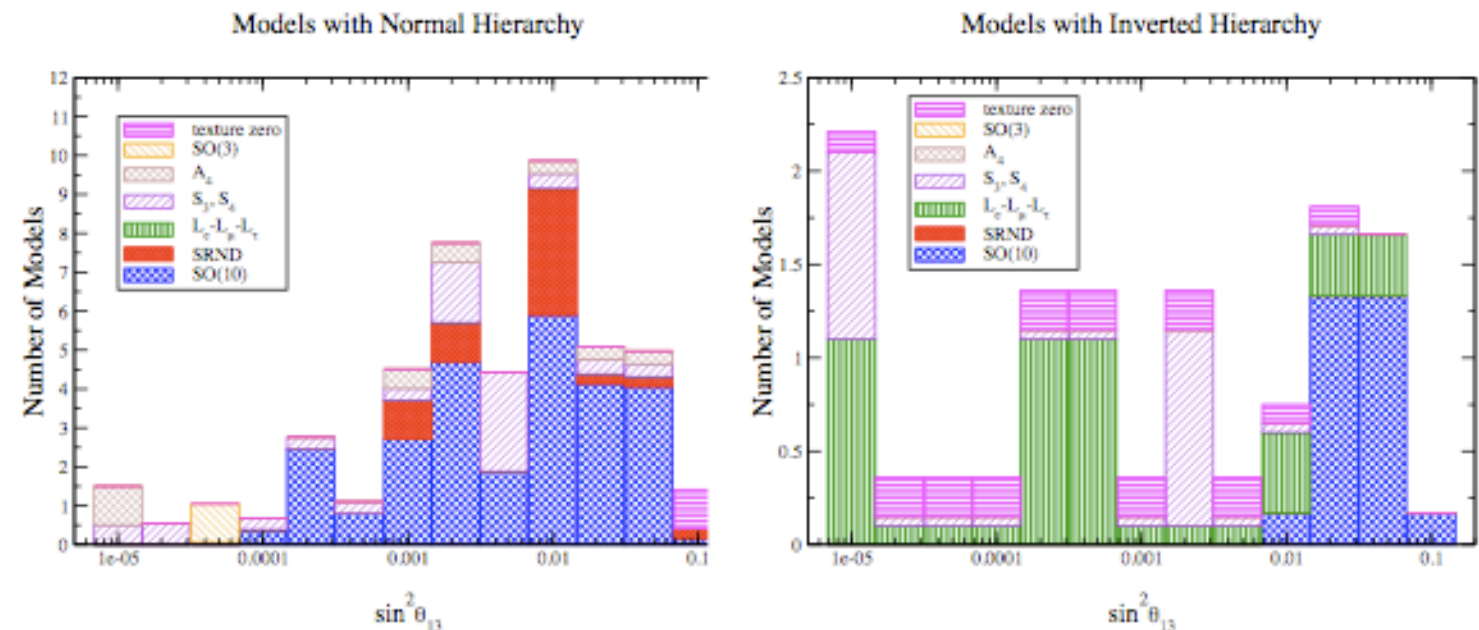 Models with Normal Hierarchy
12
11
10
9
8
7
6
5
4
3
2
1
0
Number of Models
texture zero
SO(3)
A₄
S₃, S₄
Lₑ-L_μ-L_τ
SRND
SO(10)
1e-05 0.0001 0.001 0.01 0.1
sin²θ₁₃
Models with Inverted Hierarchy
2.5
2
1.5
1
0.5
0
Number of Models
texture zero
SO(3)
A₄
S₃, S₄
Lₑ-L_μ-L_τ
SRND
SO(10)
1e-05 0.0001 0.001 0.01 0.1
sin²θ₁₃